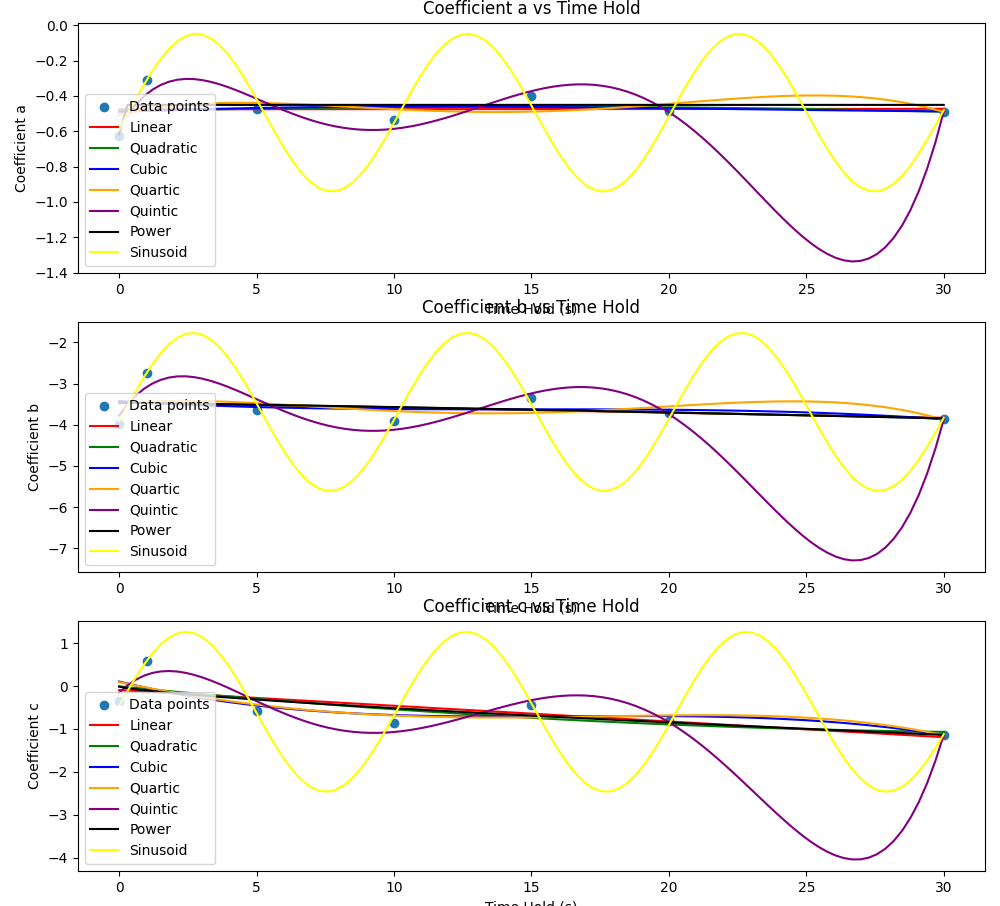 Coefficient a vs Time Hold
0.0
−0.2
−0.4
−0.6
−0.8
−1.0
−1.2
−1.4
Coefficient a
Data points
Linear
Quadratic
Cubic
Quartic
Quintic
Power
Sinusoid
0 5 10 15 20 25 30
Time Hold (s)
Coefficient b vs Time Hold
−2
−3
−4
−5
−6
−7
Coefficient b
Data points
Linear
Quadratic
Cubic
Quartic
Quintic
Power
Sinusoid
0 5 10 15 20 25 30
Time Hold (s)
Coefficient c vs Time Hold
1
0
−1
−2
−3
−4
Coefficient c
Data points
Linear
Quadratic
Cubic
Quartic
Quintic
Power
Sinusoid
0 5 10 15 20 25 30
Time Hold (s)